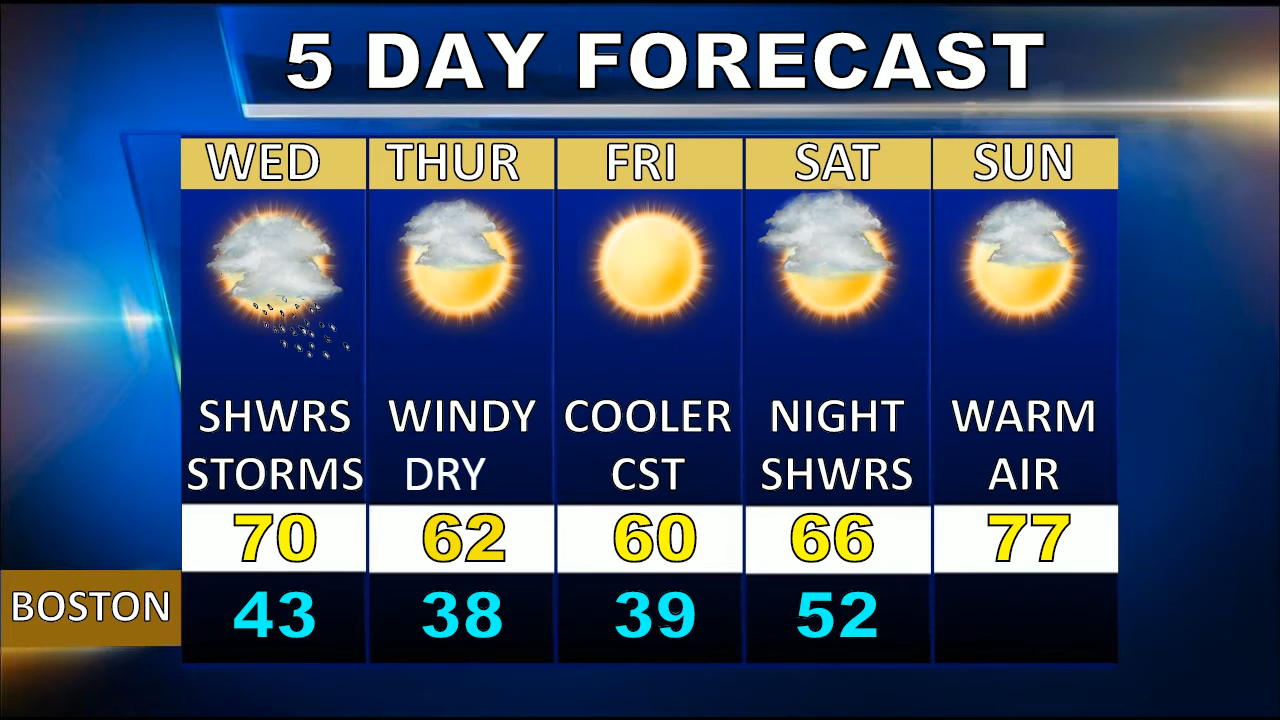 5 DAY FORECAST
WED THUR FRI SAT SUN
SHWRS WINDY COOLER NIGHT WARM
STORMS DRY CST SHWRS AIR
70 62 60 66 77
BOSTON 43 38 39 52